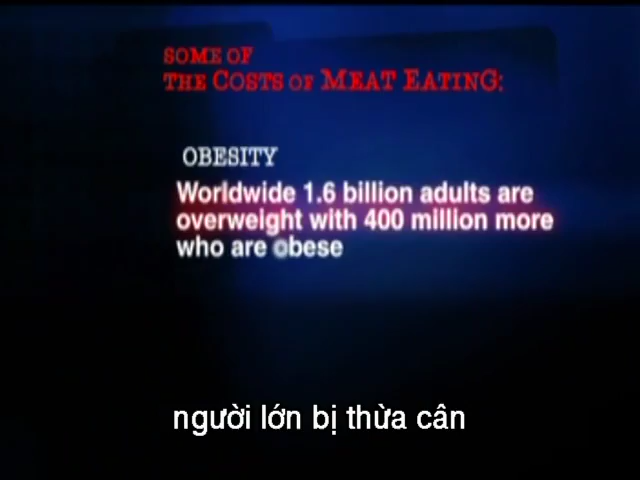 SOME OF
THE COSTS OF MEAT EATING:
OBESITY
Worldwide 1.6 billion adults are
overweight with 400 million more
who are obese
người lớn bị thừa cân